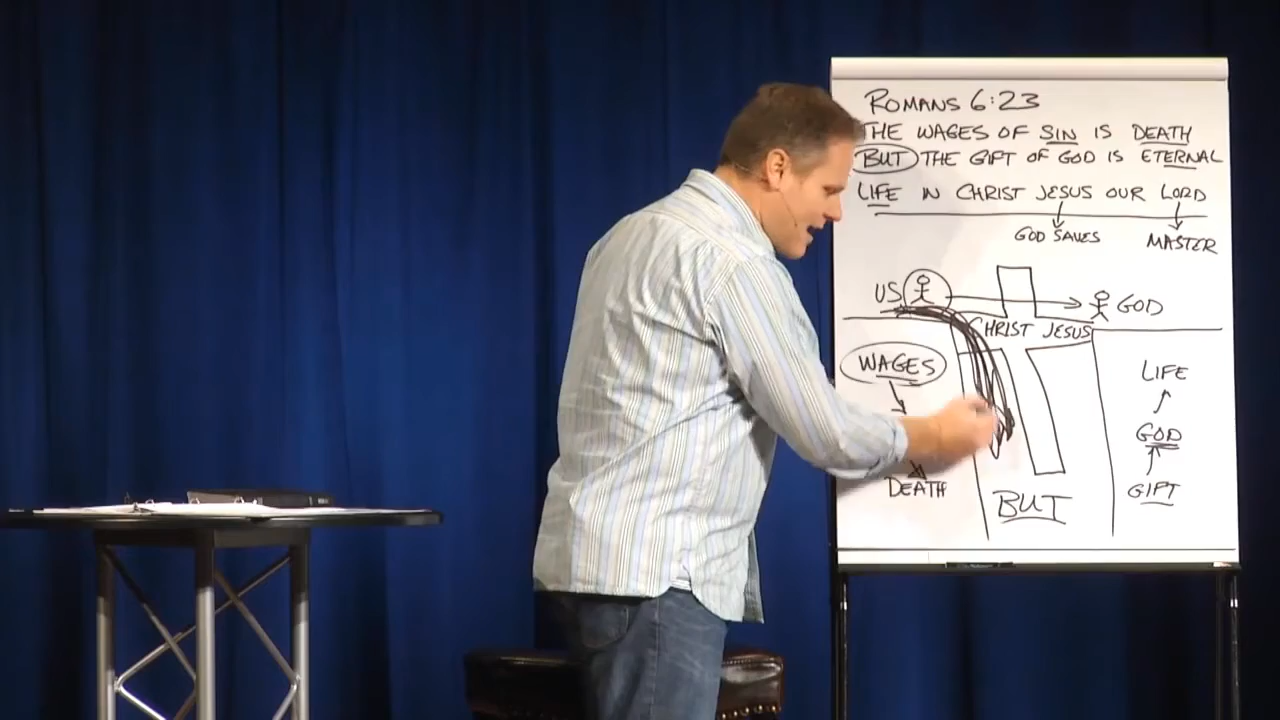 ROMANS 6:23
THE WAGES OF SIN IS DEATH
BUT THE GIFT OF GOD IS ETERNAL
LIFE IN CHRIST JESUS OUR LORD
GOD SAVES
MASTER
US
GOD
CHRIST JESUS
WAGES
DEATH
BUT
LIFE
GOD
GIFT